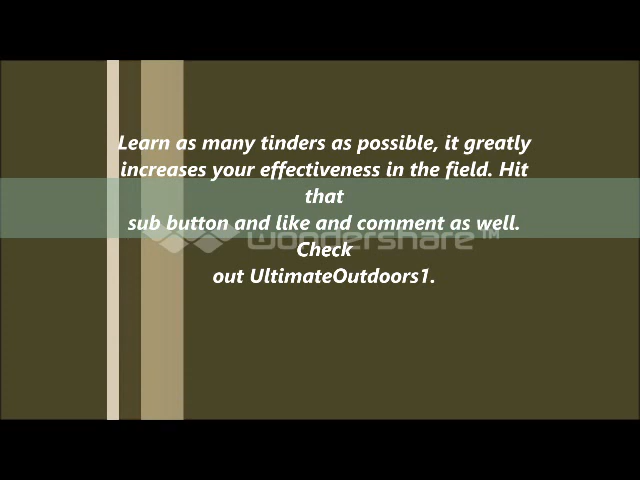 Learn as many tinders as possible, it greatly
increases your effectiveness in the field. Hit
that
sub button and like and comment as well.
wondershare™
Check
out UltimateOutdoors1.